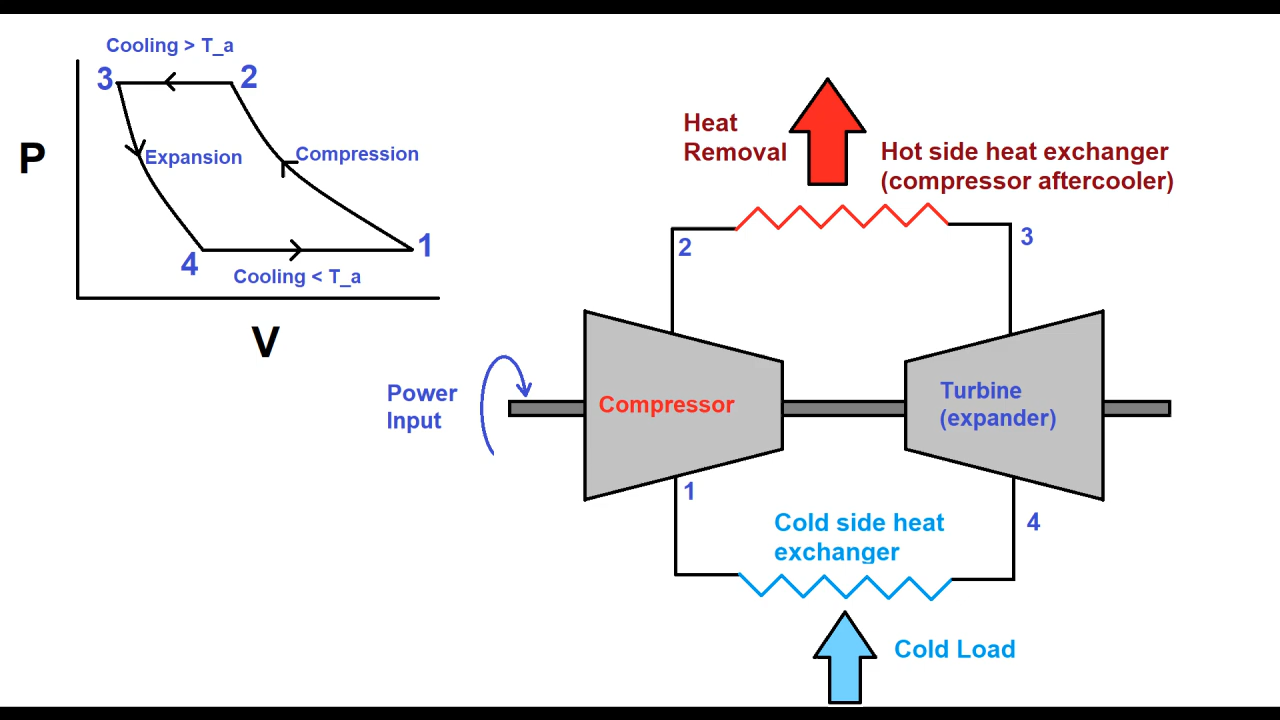 Cooling > T_a
3
2
P
Expansion
Compression
4
1
Cooling < T_a
V
Heat
Removal
Hot side heat exchanger
(compressor aftercooler)
2
3
Power
Input
Compressor
Turbine
(expander)
1
4
Cold side heat
exchanger
Cold Load